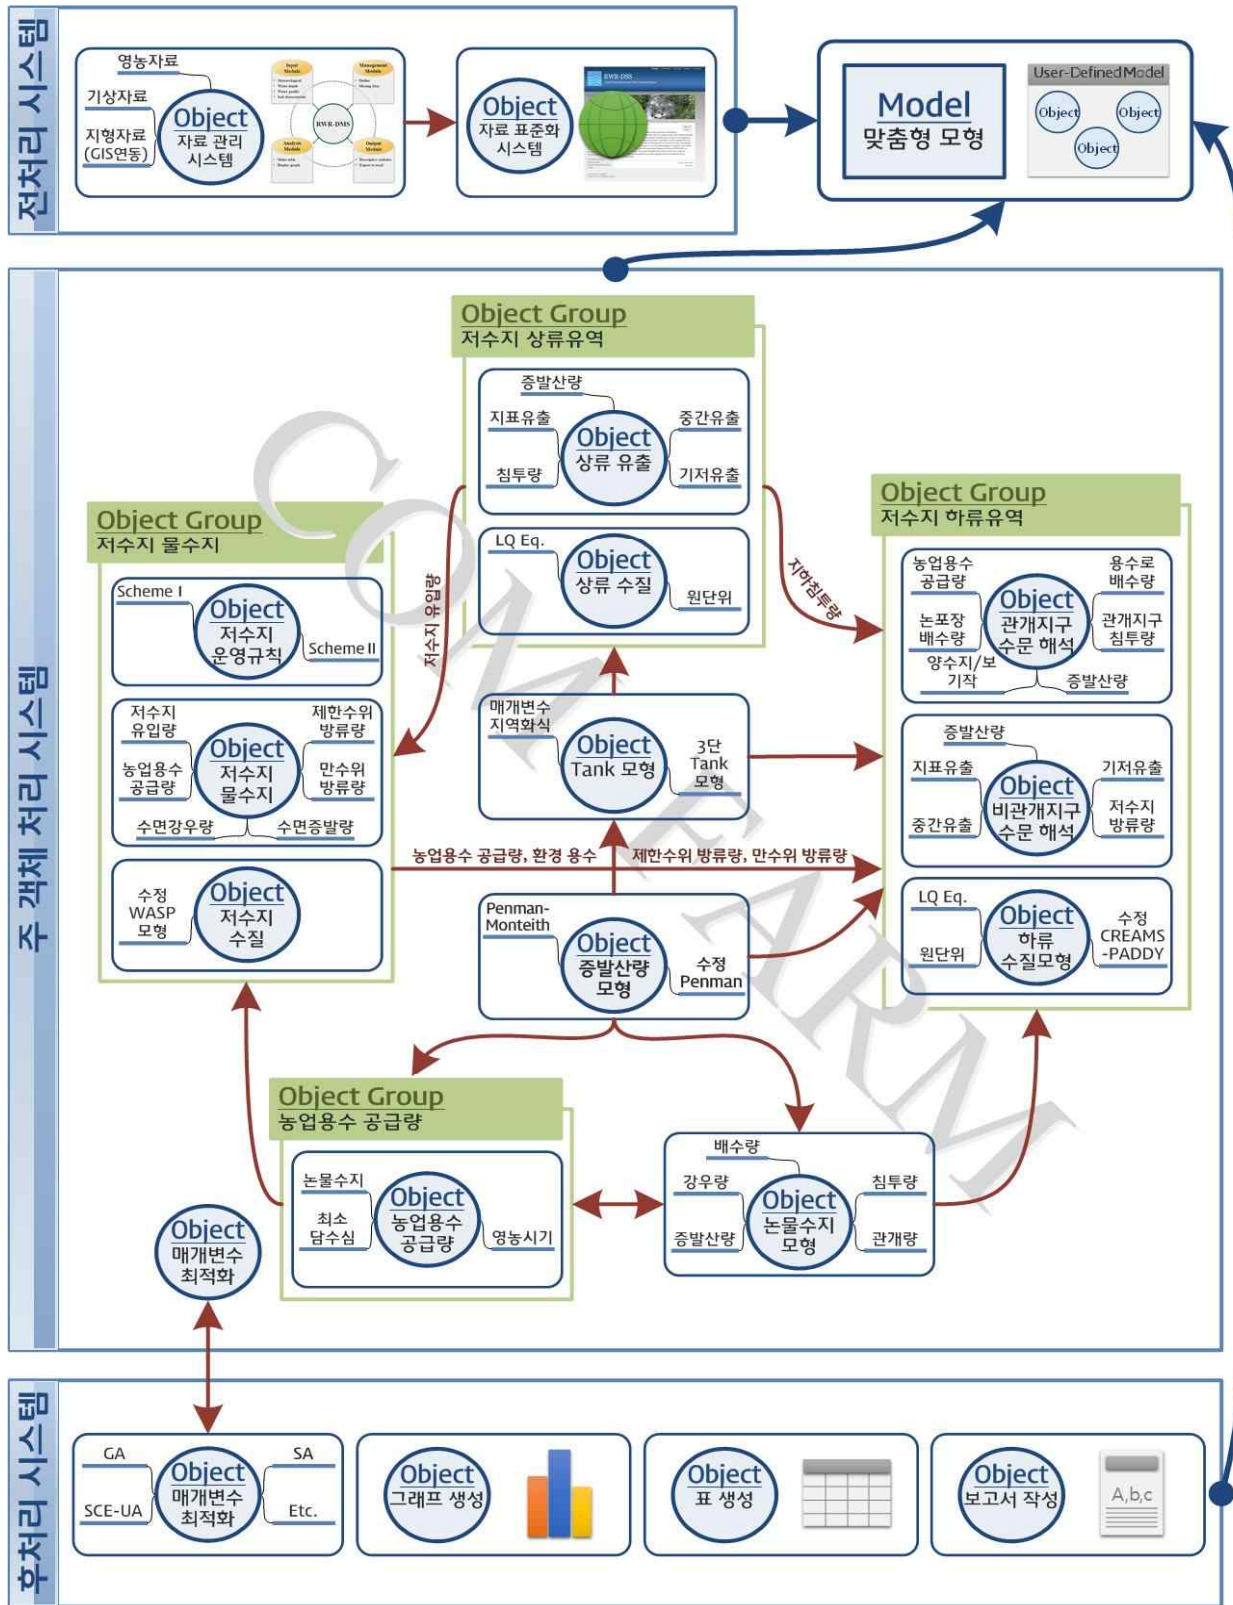 전처리 시스템
영농자료
기상자료
지형자료
(GIS연동)
Object
자료 관리
시스템
Input
Module
Management
Module
RWR-DMS
Analysis
Module
Output
Module
Object
자료 표준화
시스템
RWR-DSS
Model
맞춤형 모형
User-Defined Model
Object
Object
Object
주 객체 처리 시스템
Object Group
저수지 상류유역
증발산량
지표유출
중간유출
침투량
기저유출
Object
상류 유출
LQ Eq.
Object
상류 수질
원단위
저수지 유입량
지하침투량
Object Group
저수지 물수지
Scheme I
Object
저수지
운영규칙
Scheme II
저수지
유입량
제한수위
방류량
농업용수
공급량
만수위
방류량
Object
저수지
물수지
수면강우량
수면증발량
수정
WASP
모형
Object
저수지
수질
매개변수
지역화식
Object
Tank 모형
3단
Tank
모형
농업용수 공급량, 환경 용수
제한수위 방류량, 만수위 방류량
Penman-
Monteith
Object
증발산량
모형
수정
Penman
Object Group
저수지 하류유역
농업용수
공급량
용수로
배수량
Object
관개지구
수문 해석
논포장
배수량
관개지구
침투량
양수지/보
기작
증발산량
증발산량
지표유출
기저유출
Object
비관개지구
수문 해석
중간유출
저수지
방류량
LQ Eq.
원단위
Object
하류
수질모형
수정
CREAMS
-PADDY
Object Group
농업용수 공급량
논물수지
최소
담수심
Object
농업용수
공급량
영농시기
배수량
강우량
침투량
증발산량
관개량
Object
논물수지
모형
Object
매개변수
최적화
COM FARM
후처리 시스템
GA
SA
SCE-UA
Etc.
Object
매개변수
최적화
Object
그래프 생성
Object
표 생성
Object
보고서 작성
A,b,c